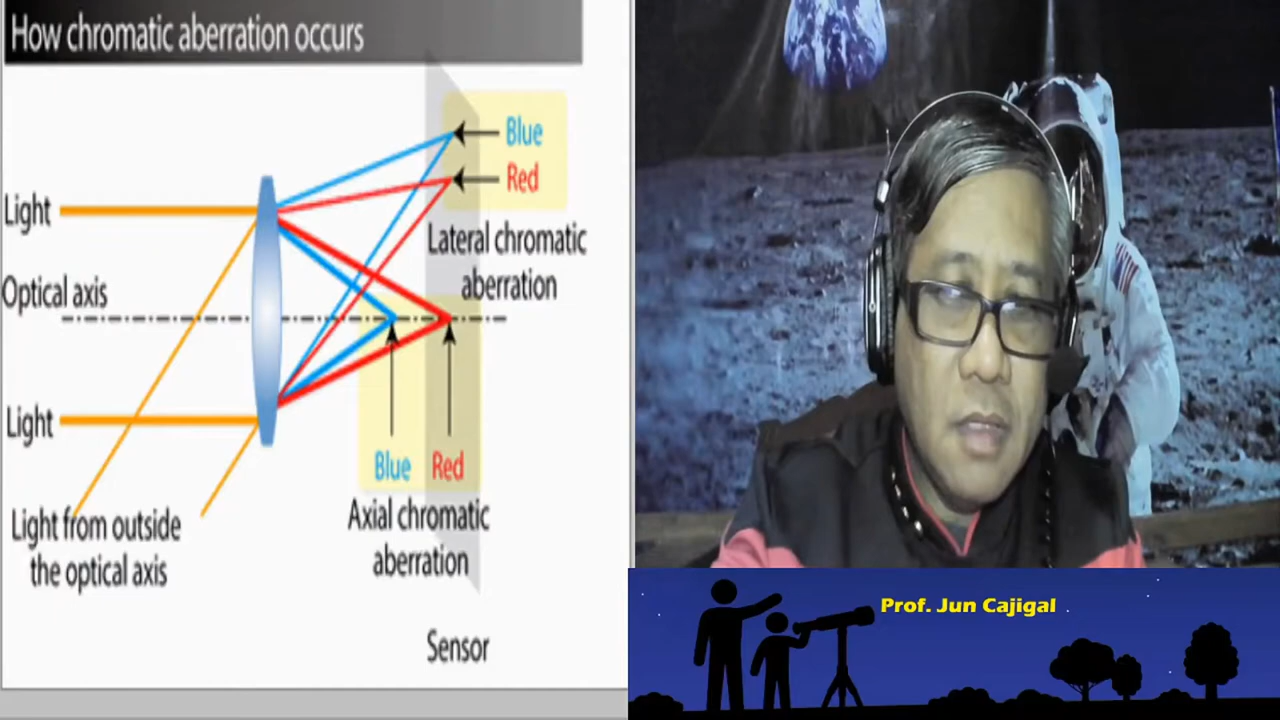 How chromatic aberration occurs
Blue
Light
Red
Lateral chromatic
aberration
Optical axis
Light
Blue Red
Light from outside
the optical axis
Axial chromatic
aberration
Sensor
Prof. Jun Cajigal